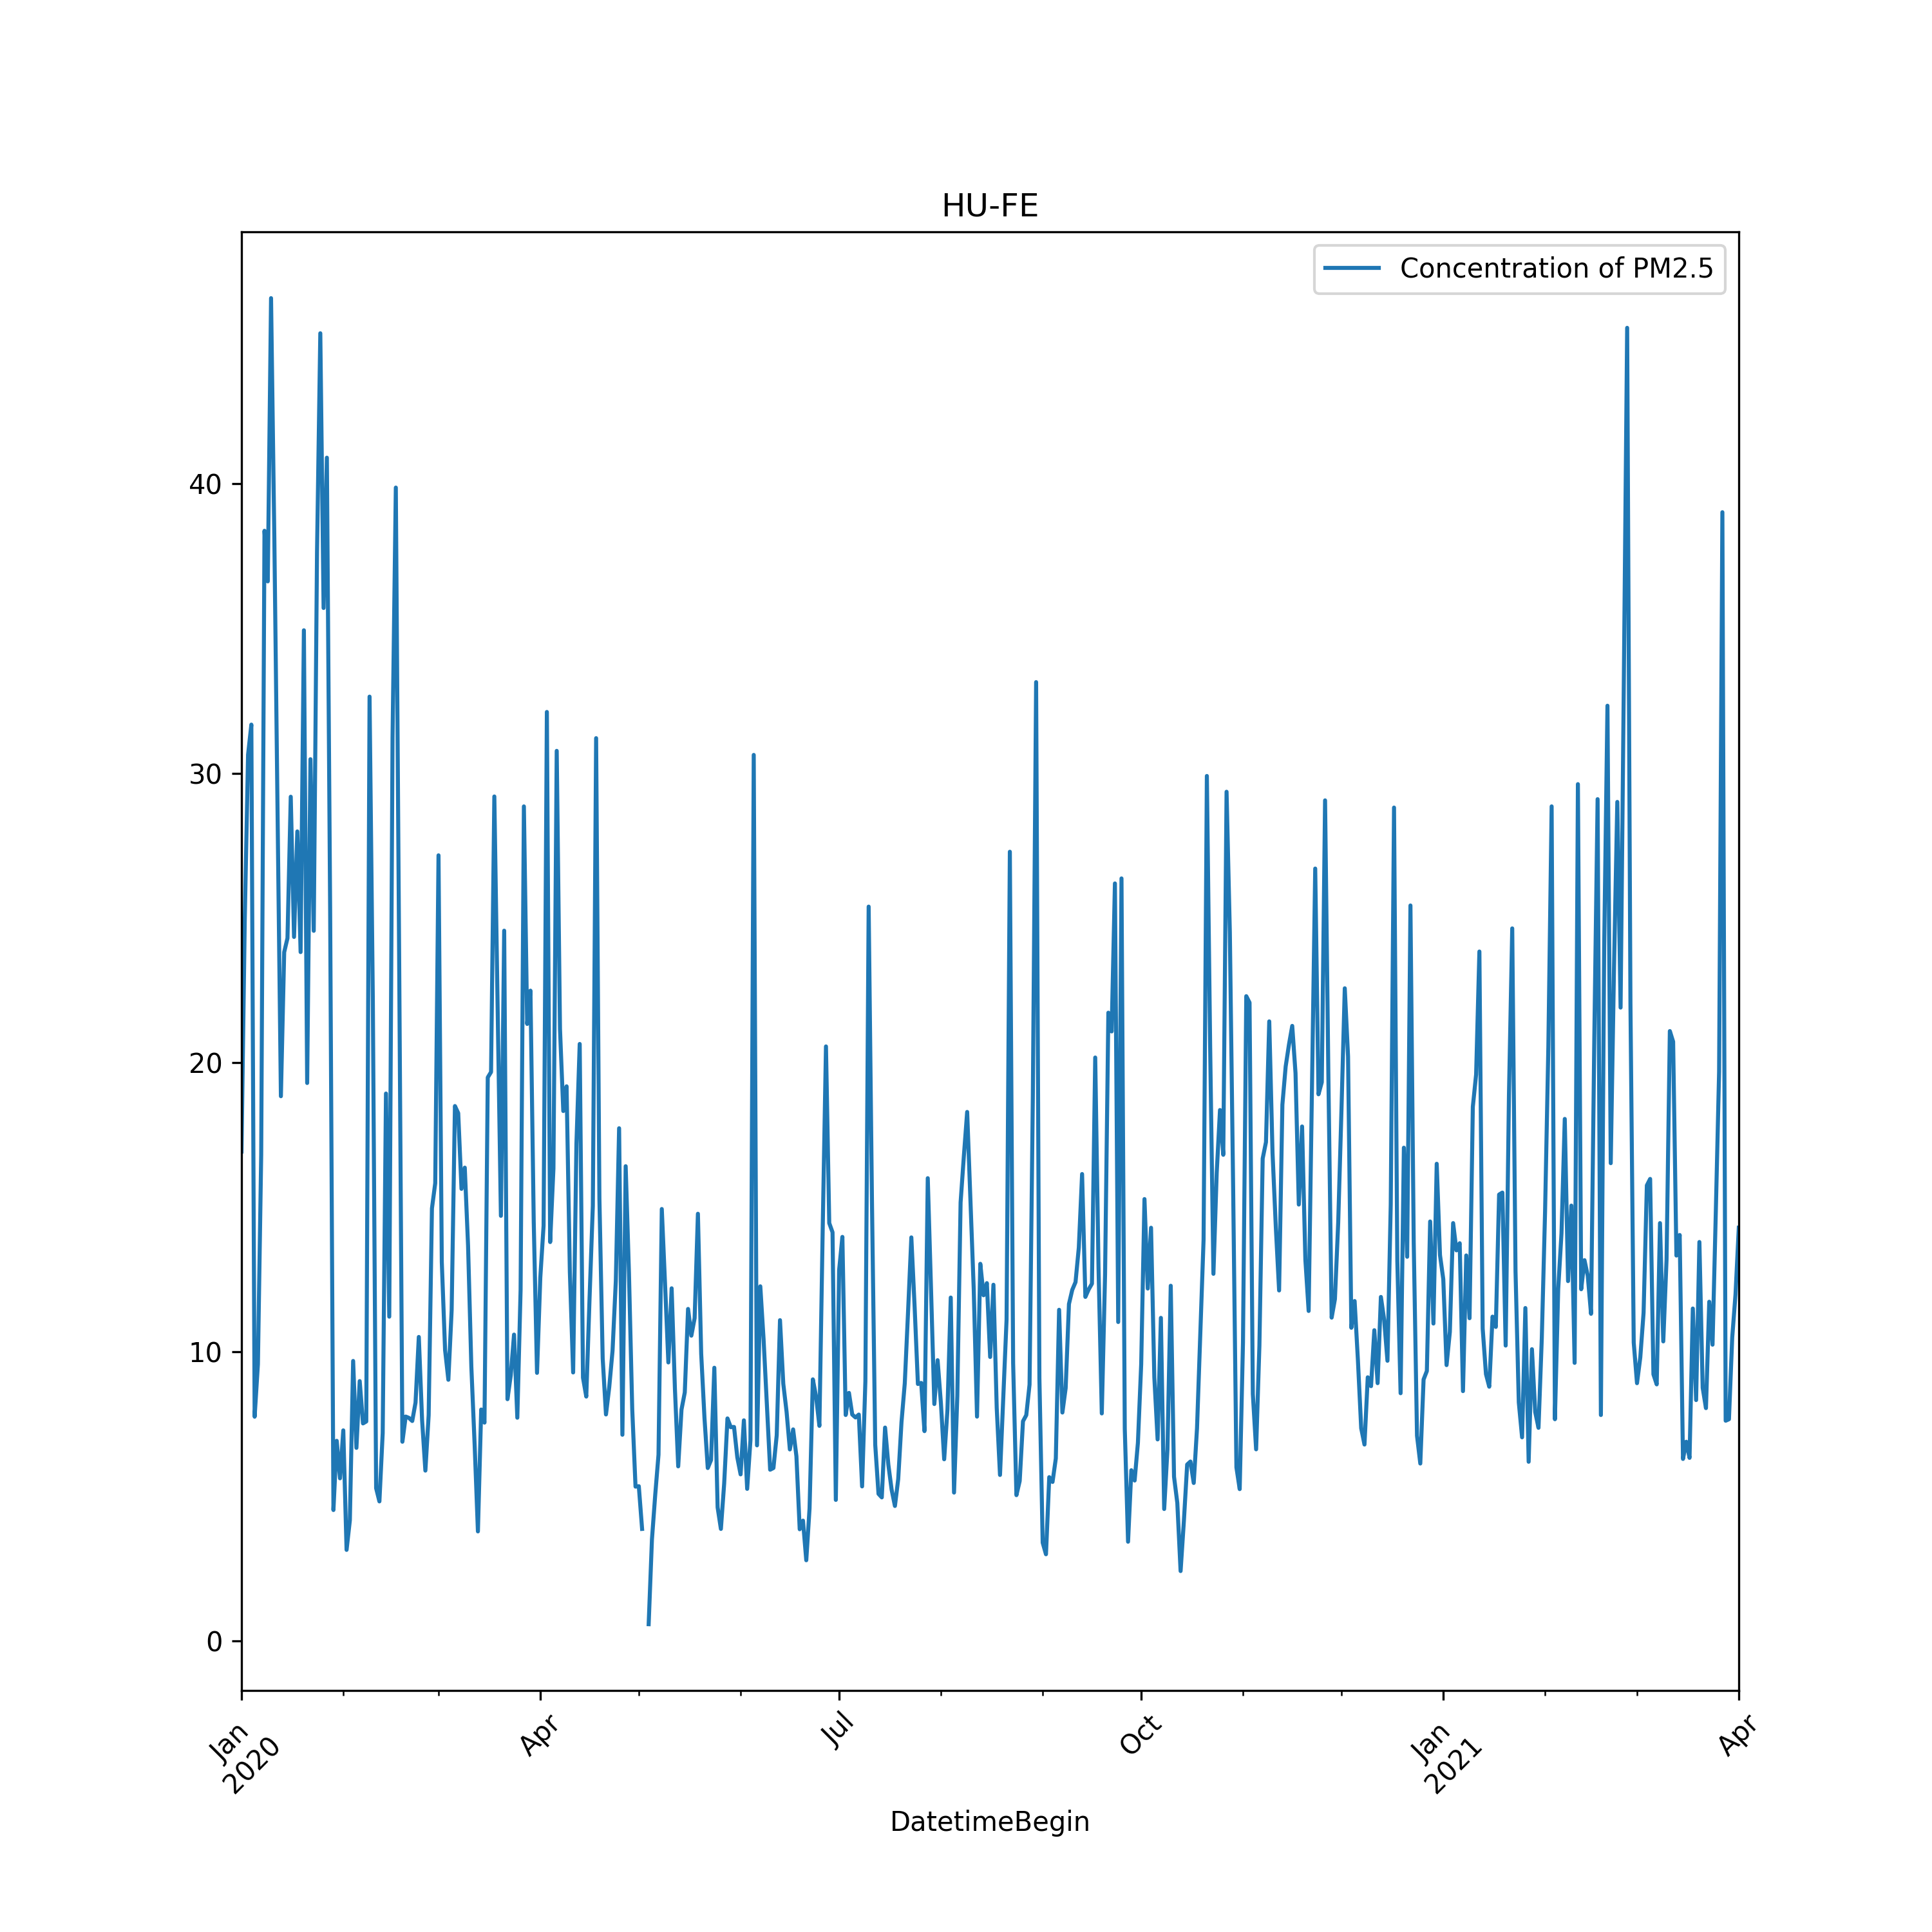 HU-FE
Concentration of PM2.5
40
30
20
10
0
Jan
2020
Apr
Jul
Oct
Jan
2021
Apr
DatetimeBegin